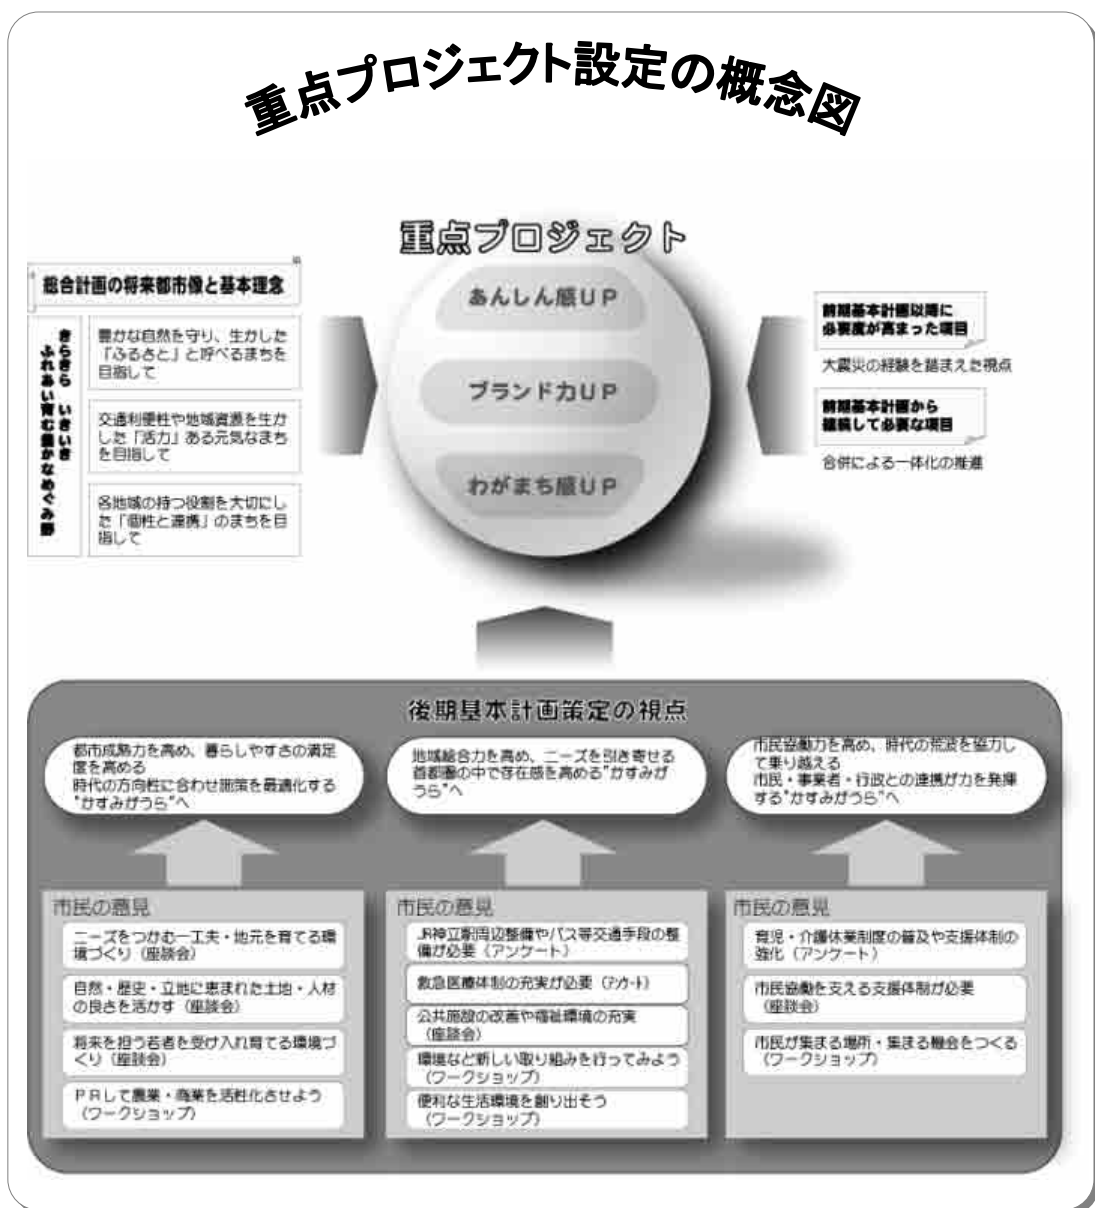 重点プロジェクト設定の概念図
重点プロジェクト
あんしん感UP
ブランド力UP
わがまち感UP
総合計画の将来都市像と基本理念
きらきら いきいき
ふれあい育む豊かなめぐみ野
豊かな自然を守り、生かした
「ふるさと」と呼べるまちを
目指して
交通利便性や地域資源を生か
した「活力」ある元気なまち
を目指して
各地域の持つ役割を大切にし
た「個性と連携」のまちを目
指して
前期基本計画以降に
必要度が高まった項目
大震災の経験を踏まえた視点
前期基本計画から
継続して必要な項目
合併による一体化の推進
後期基本計画策定の視点
都市成熟力を高め、暮らしやすさの満足
度を高める
時代の方向性に合わせ施策を最適化する
"かすみがうら"へ
地域総合力を高め、ニーズを引き寄せる
首都圏の中で存在感を高める"かすみが
うら"へ
市民協働力を高め、時代の荒波を協力し
て乗り越える
市民・事業者・行政との連携が力を発揮
する"かすみがうら"へ
市民の意見
ニーズをつかむ一工夫・地元を育てる環
境づくり（座談会）
自然・歴史・立地に恵まれた土地・人材
の良さを活かす（座談会）
将来を担う若者を受け入れ育てる環境づ
くり（座談会）
PRして農業・商業を活性化させよう
（ワークショップ）
市民の意見
JR神立駅周辺整備やバス等交通手段の整
備が必要（アンケート）
救急医療体制の充実が必要（アンケート）
公共施設の改善や福祉環境の充実
（座談会）
環境など新しい取り組みを行ってみよう
（ワークショップ）
便利な生活環境を創り出そう
（ワークショップ）
市民の意見
育児・介護休業制度の普及や支援体制の
強化（アンケート）
市民協働を支える支援体制が必要
（座談会）
市民が集まる場所・集まる機会をつくる
（ワークショップ）